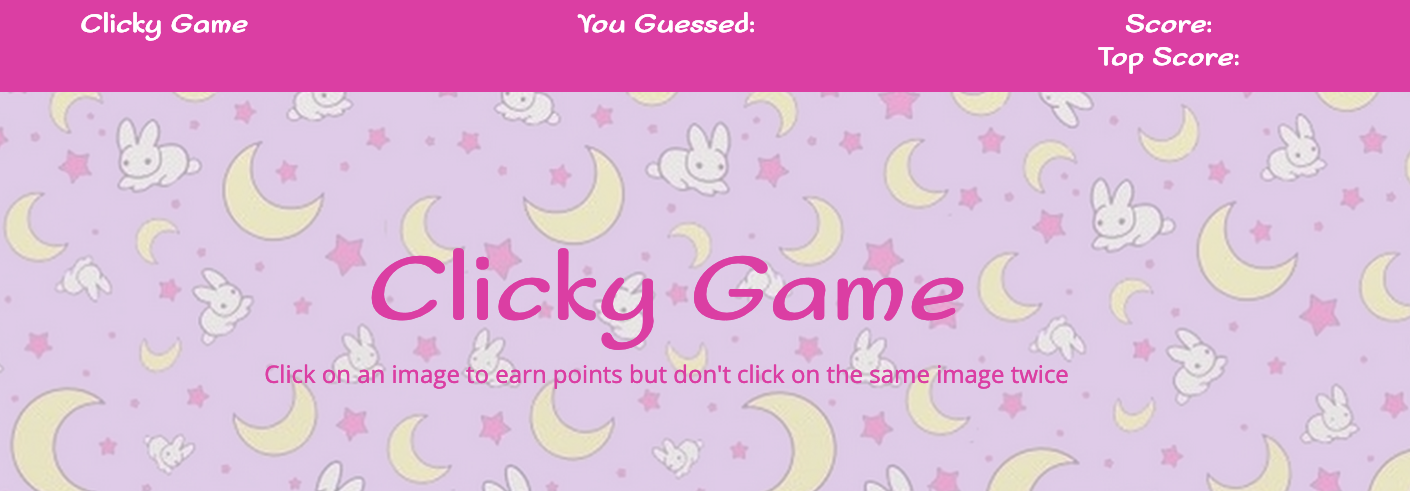 Clicky Game
You Guessed:
Score:
Top Score:
Clicky Game
Click on an image to earn points but don't click on the same image twice